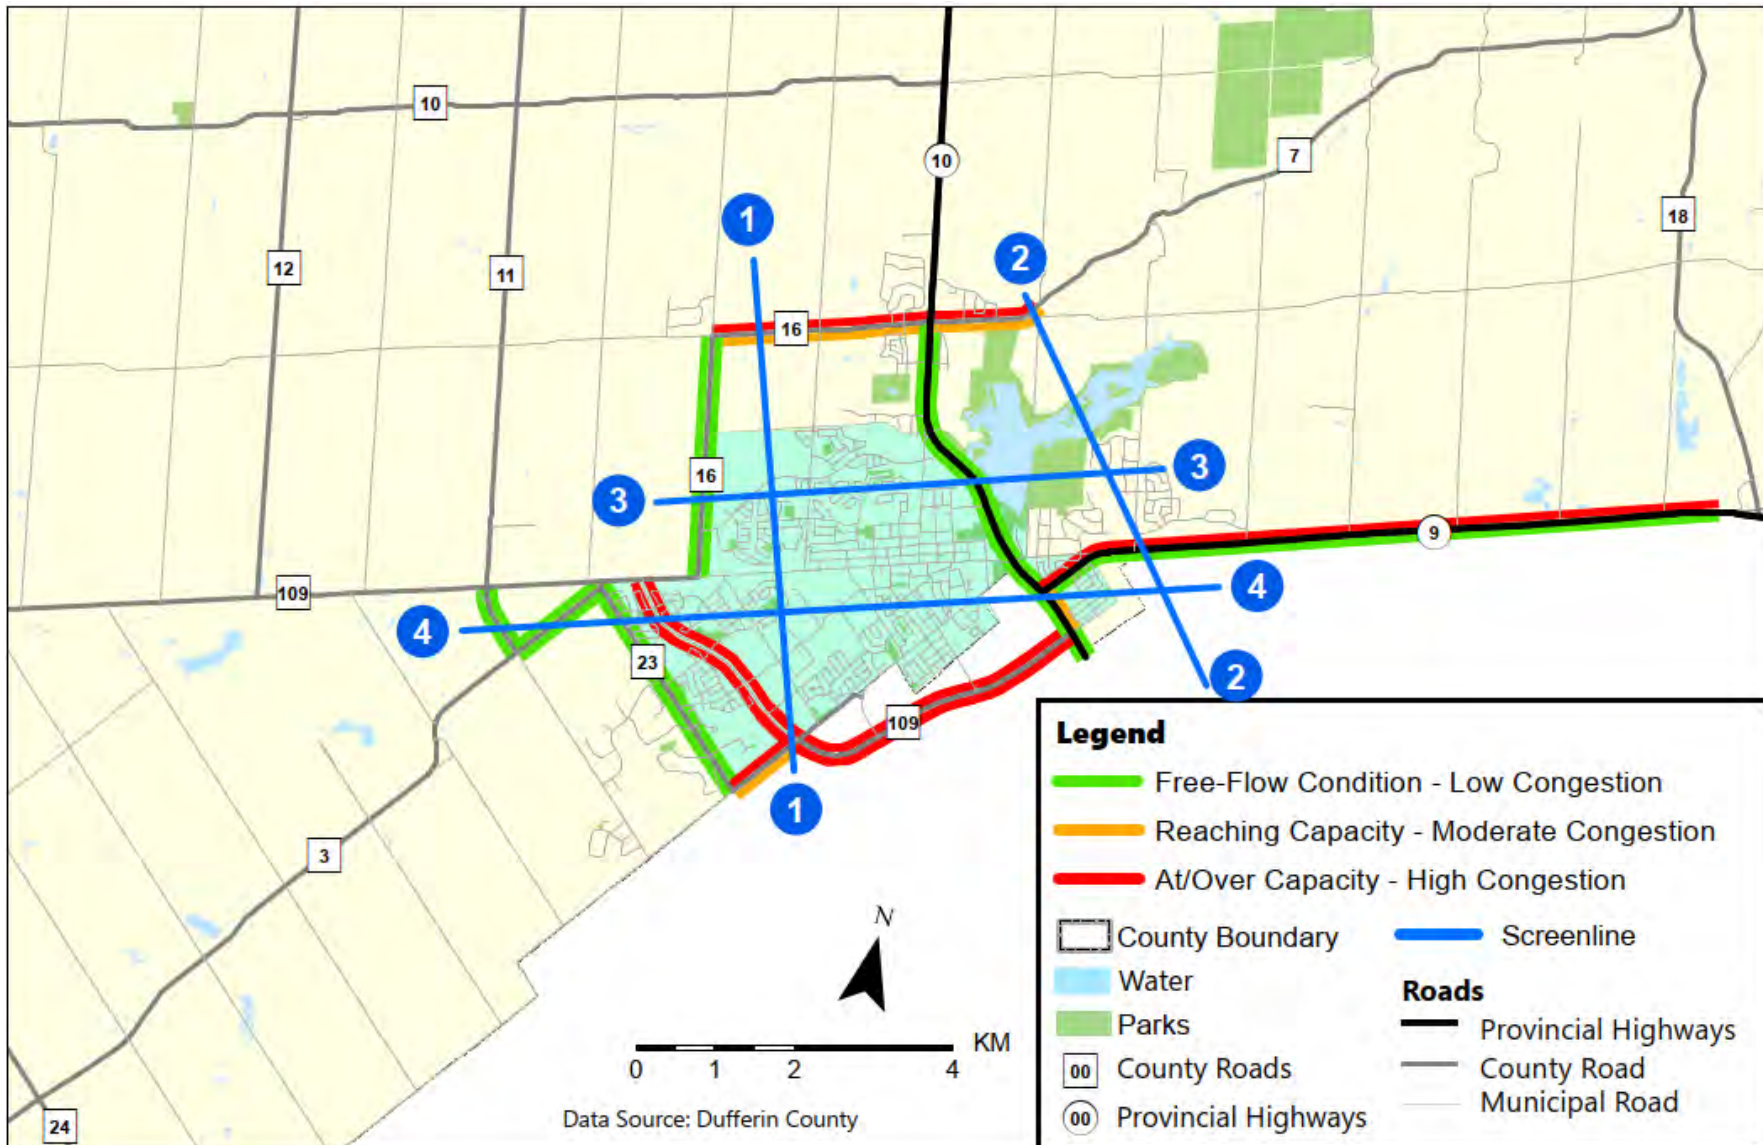 10
7
10
18
1
2
12
11
16
16
3
3
9
109
4
4
23
2
109
1
3
24
N
KM
0 1 2 4
Data Source: Dufferin County
Legend
Free-Flow Condition - Low Congestion
Reaching Capacity - Moderate Congestion
At/Over Capacity - High Congestion
County Boundary
Screenline
Water
Parks
00 County Roads
00 Provincial Highways
Roads
Provincial Highways
County Road
Municipal Road